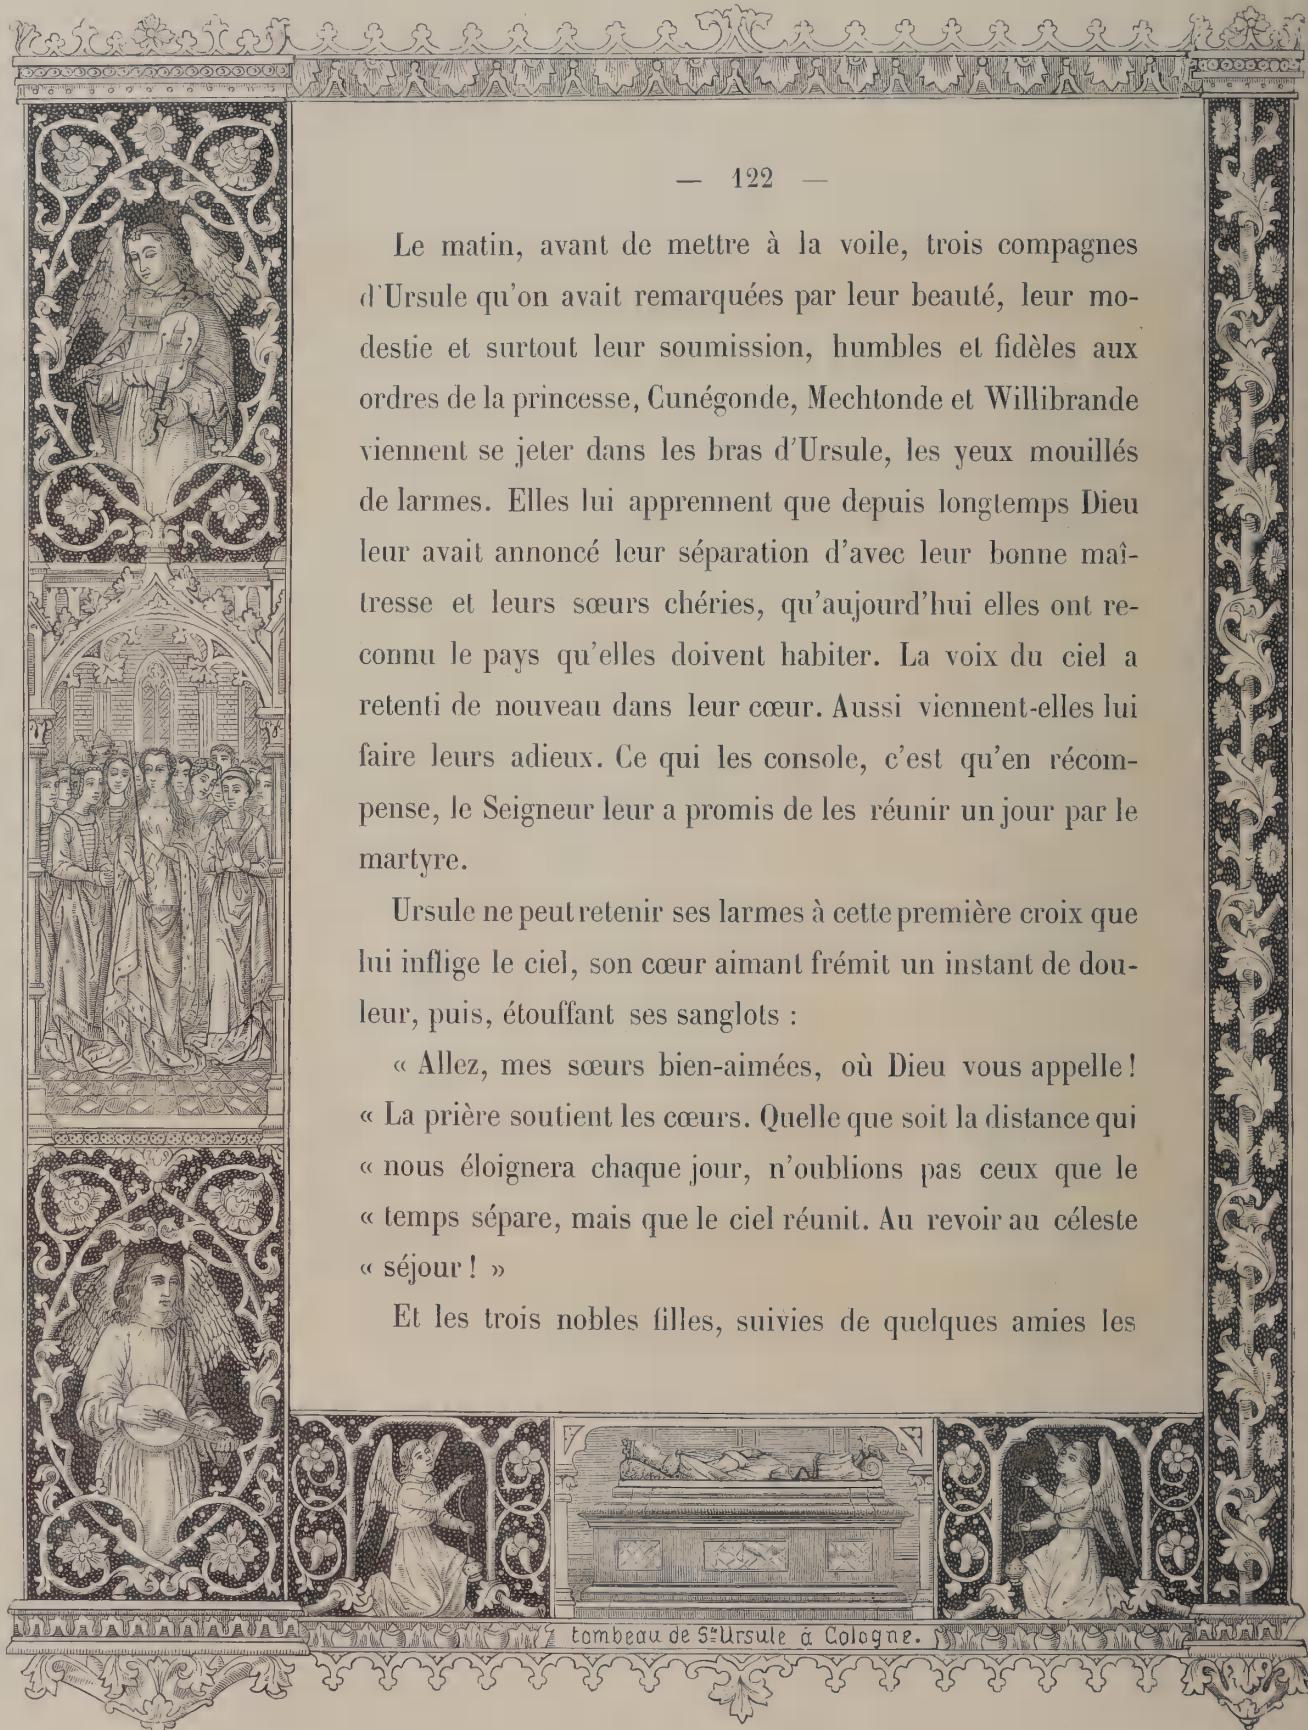 — 122 —
Le matin, avant de mettre à la voile, trois compagnes
d'Ursule qu'on avait remarquées par leur beauté, leur mo-
destie et surtout leur soumission, humbles et fidèles aux
ordres de la princesse, Cunégonde, Mechtonde et Willibrande
viennent se jeter dans les bras d'Ursule, les yeux mouillés
de larmes. Elles lui apprennent que depuis longtemps Dieu
leur avait annoncé leur séparation d'avec leur bonne maî-
tresse et leurs sœurs chéries, qu'aujourd'hui elles ont re-
connu le pays qu'elles doivent habiter. La voix du ciel a
retenti de nouveau dans leur cœur. Aussi viennent-elles lui
faire leurs adieux. Ce qui les console, c'est qu'en récom-
pense, le Seigneur leur a promis de les réunir un jour par le
martyre.
Ursule ne peut retenir ses larmes à cette première croix que
lui inflige le ciel, son cœur aimant frémit un instant de dou-
leur, puis, étouffant ses sanglots :
« Allez, mes sœurs bien-aimées, où Dieu vous appelle!
« La prière soutient les cœurs. Quelle que soit la distance qui
« nous éloignera chaque jour, n'oublions pas ceux que le
« temps sépare, mais que le ciel réunit. Au revoir au céleste
« séjour ! »
Et les trois nobles filles, suivies de quelques amies les
tombeau de Ste Ursule à Cologne.